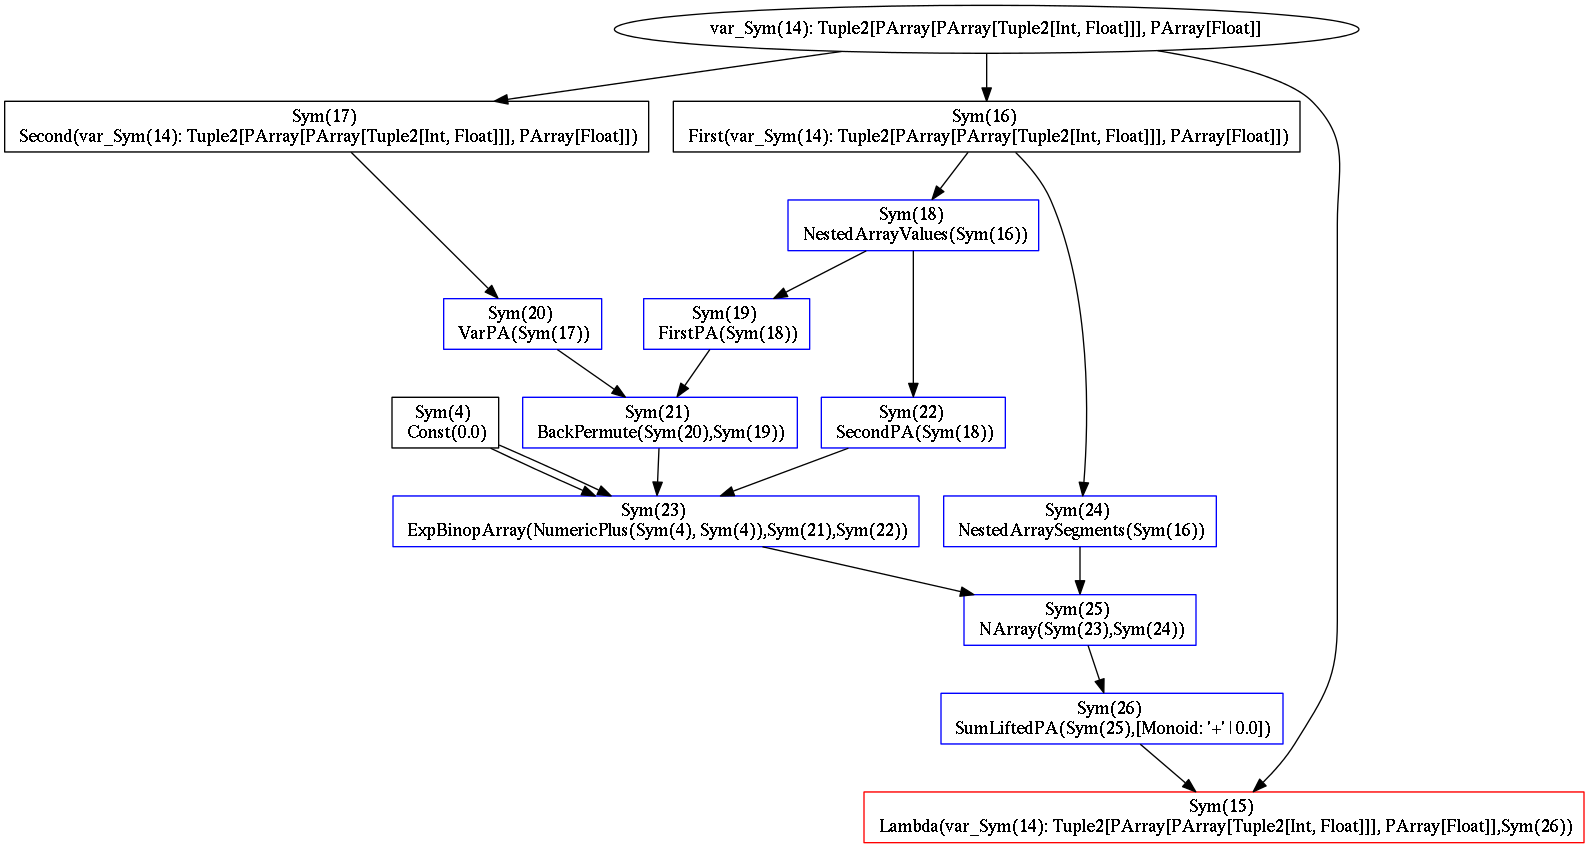 var_Sym(14): Tuple2[PArray[PArray[Tuple2[Int, Float]]], PArray[Float]]
Sym(17)
Second(var_Sym(14): Tuple2[PArray[PArray[Tuple2[Int, Float]]], PArray[Float]])
Sym(16)
First(var_Sym(14): Tuple2[PArray[PArray[Tuple2[Int, Float]]], PArray[Float]])
Sym(18)
NestedArrayValues(Sym(16))
Sym(20)
VarPA(Sym(17))
Sym(19)
FirstPA(Sym(18))
Sym(4)
Const(0.0)
Sym(21)
BackPermute(Sym(20),Sym(19))
Sym(22)
SecondPA(Sym(18))
Sym(23)
ExpBinopArray(NumericPlus(Sym(4), Sym(4)),Sym(21),Sym(22))
Sym(24)
NestedArraySegments(Sym(16))
Sym(25)
NArray(Sym(23),Sym(24))
Sym(26)
SumLiftedPA(Sym(25),[Monoid: '+' | 0.0])
Sym(15)
Lambda(var_Sym(14): Tuple2[PArray[PArray[Tuple2[Int, Float]]], PArray[Float]],Sym(26))